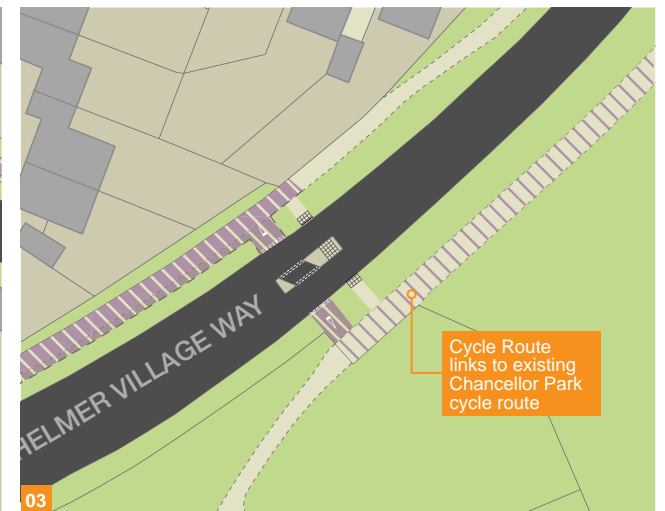 HELMER VILLAGE WAY
Cycle Route
links to existing
Chancellor Park
cycle route
03